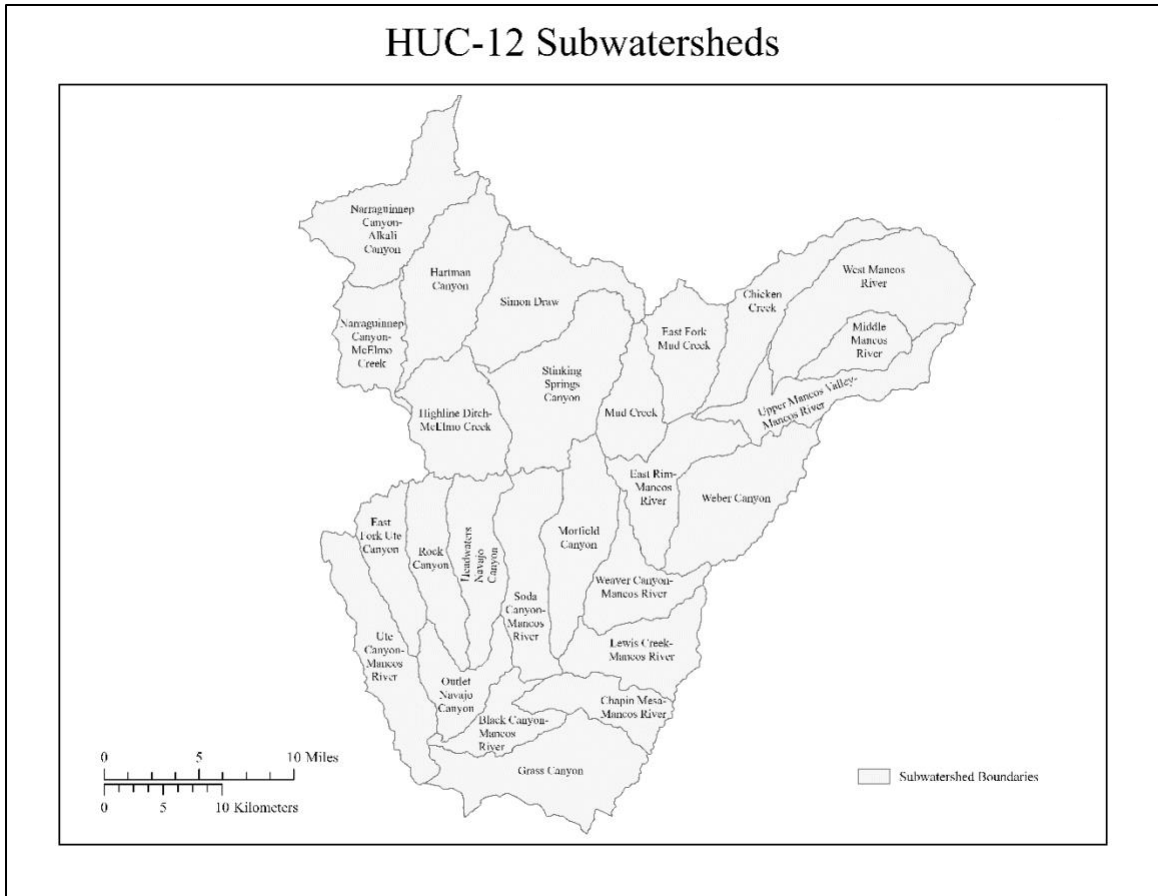 HUC-12 Subwatersheds
Narraguinnep
Canyon-
Alkali
Canyon
Hartman
Canyon
Simon Draw
Narraguinnep
Canyon-
McElmo
Creek
Highline Ditch-
McElmo Creek
Stinking
Springs
Canyon
Mud Creek
East Fork
Mud Creek
Chicken
Creek
West Mancos
River
Middle
Mancos
River
Upper Mancos Valley-
Mancos River
Weber Canyon
East Rim-
Mancos
River
Morfield
Canyon
East
Fork Ute
Canyon
Rock
Canyon
Headwaters
Navajo
Canyon
Soda
Canyon-
Mancos
River
Weaver Canyon-
Mancos River
Lewis Creek-
Mancos River
Ute
Canyon-
Mancos
River
Outlet
Navajo
Canyon
Black Canyon-
Mancos
River
Chapin Mesa-
Mancos River
Grass Canyon
0 5 10 Miles
0 5 10 Kilometers
Subwatershed Boundaries